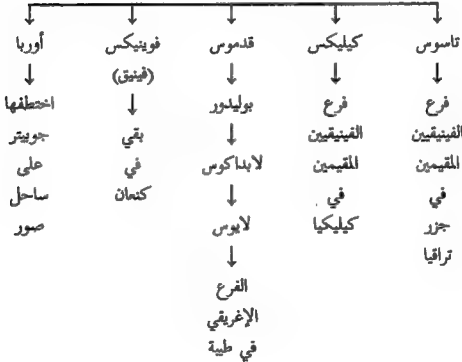 تاسوس
فرع
الفينيقيين
المقيمين
في
جزر
تراقيا
كيليكس
فرع
الفينيقيين
المقيمين
في
كيليكيا
قدموس
بوليدور
لابداكوس
لايوس
الفرع
الإغريقي
في طيبة
فوينيكس
(فينيق)
بقي
في
كنعان
أوربا
اختطفها
جوبيتر
على
ساحل
صور